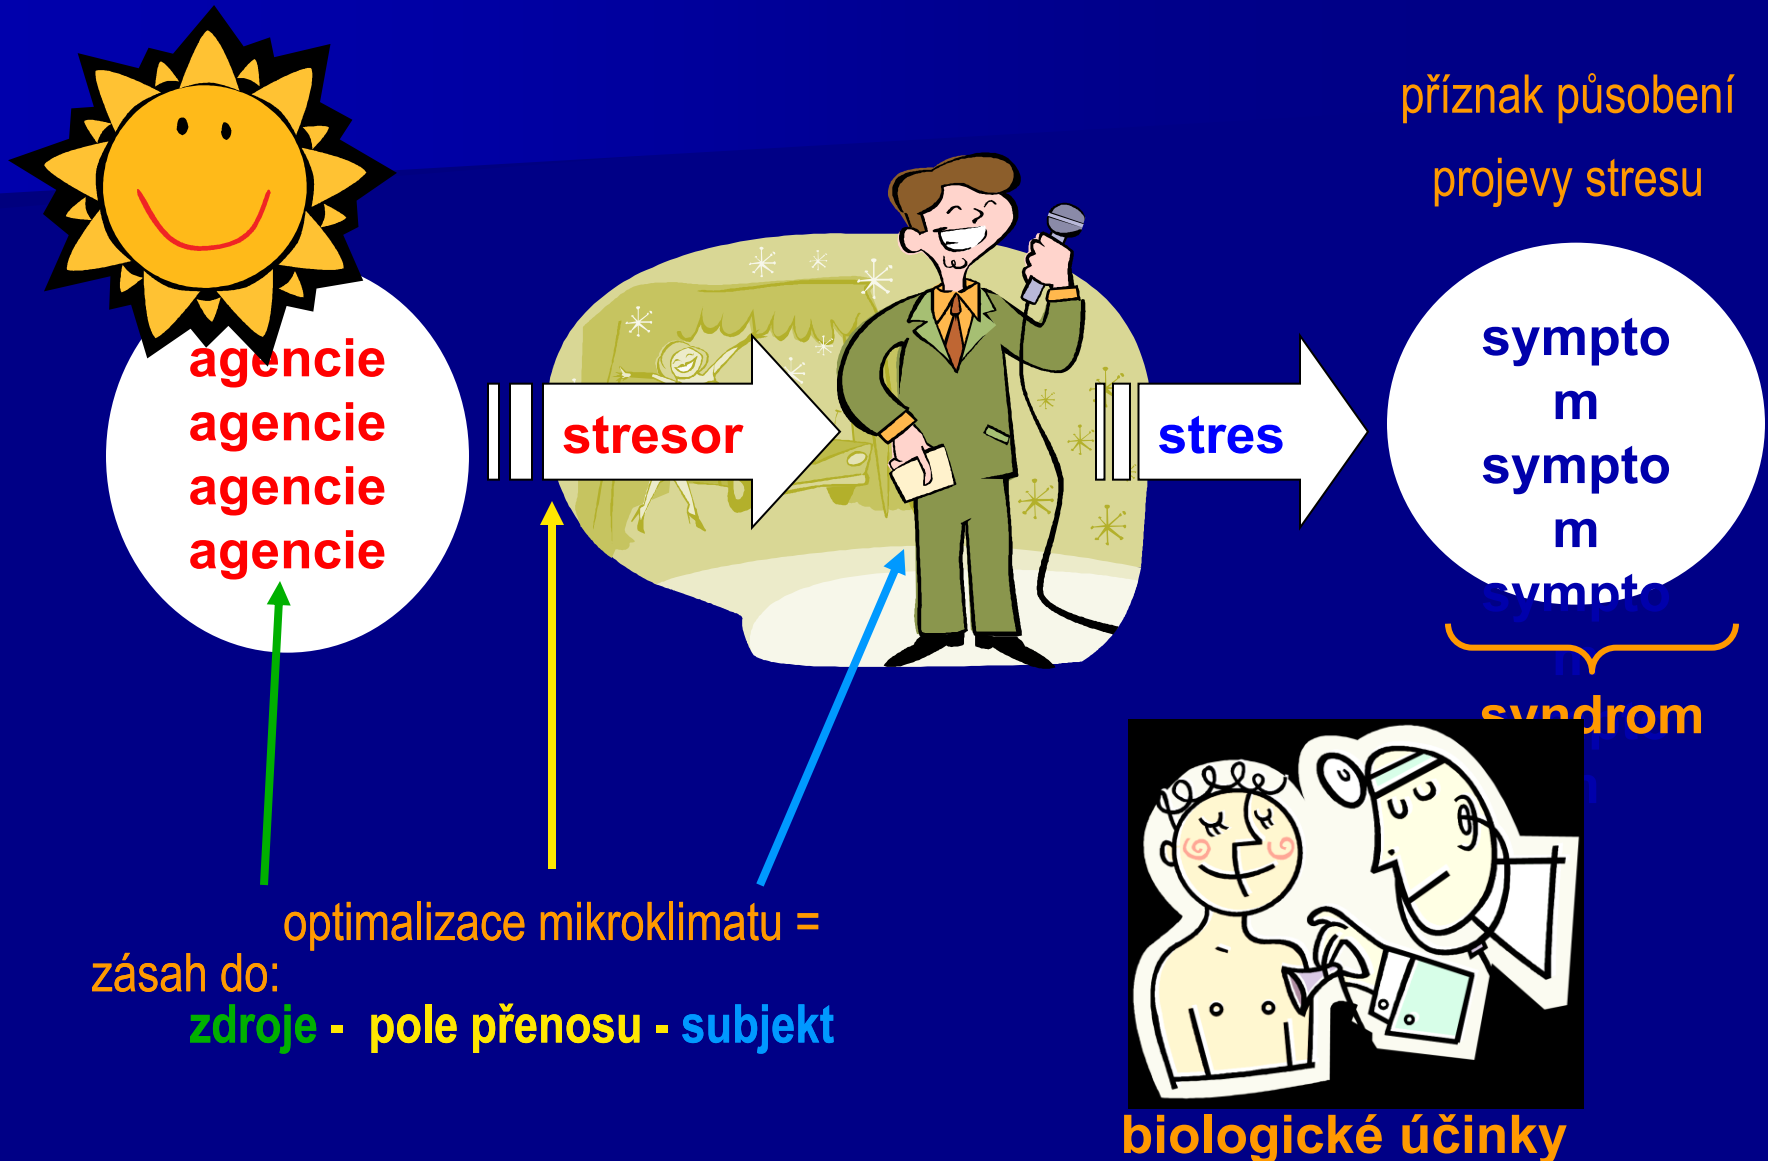 příznak působení
projevy stresu
agencie
agencie
agencie
agencie
stresor
stres
sympto
m
sympto
m
sympto
m
syndrom
optimalizace mikroklimatu =
zásah do:
zdroje - pole přenosu - subjekt
biologické účinky